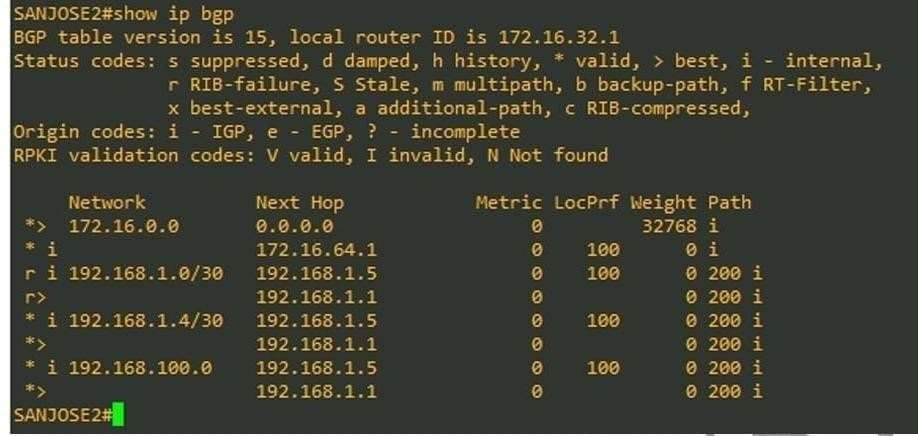 SANJOSE2#show ip bgp
BGP table version is 15, local router ID is 172.16.32.1
Status codes: s suppressed, d damped, h history, * valid, > best, i - internal,
r RIB-failure, S Stale, m multipath, b backup-path, f RT-Filter,
x best-external, a additional-path, c RIB-compressed,
Origin codes: i - IGP, e - EGP, ? - incomplete
RPKI validation codes: V valid, I invalid, N Not found
Network Next Hop Metric LocPrf Weight Path
*> 172.16.0.0 0.0.0.0 0 32768 i
* i 172.16.64.1 0 100 0 i
r i 192.168.1.0/30 192.168.1.5 0 100 0 200 i
r> 192.168.1.1 0 0 200 i
* i 192.168.1.4/30 192.168.1.5 0 100 0 200 i
*> 192.168.1.1 0 0 200 i
* i 192.168.100.0 192.168.1.5 0 100 0 200 i
*> 192.168.1.1 0 0 200 i
SANJOSE2#